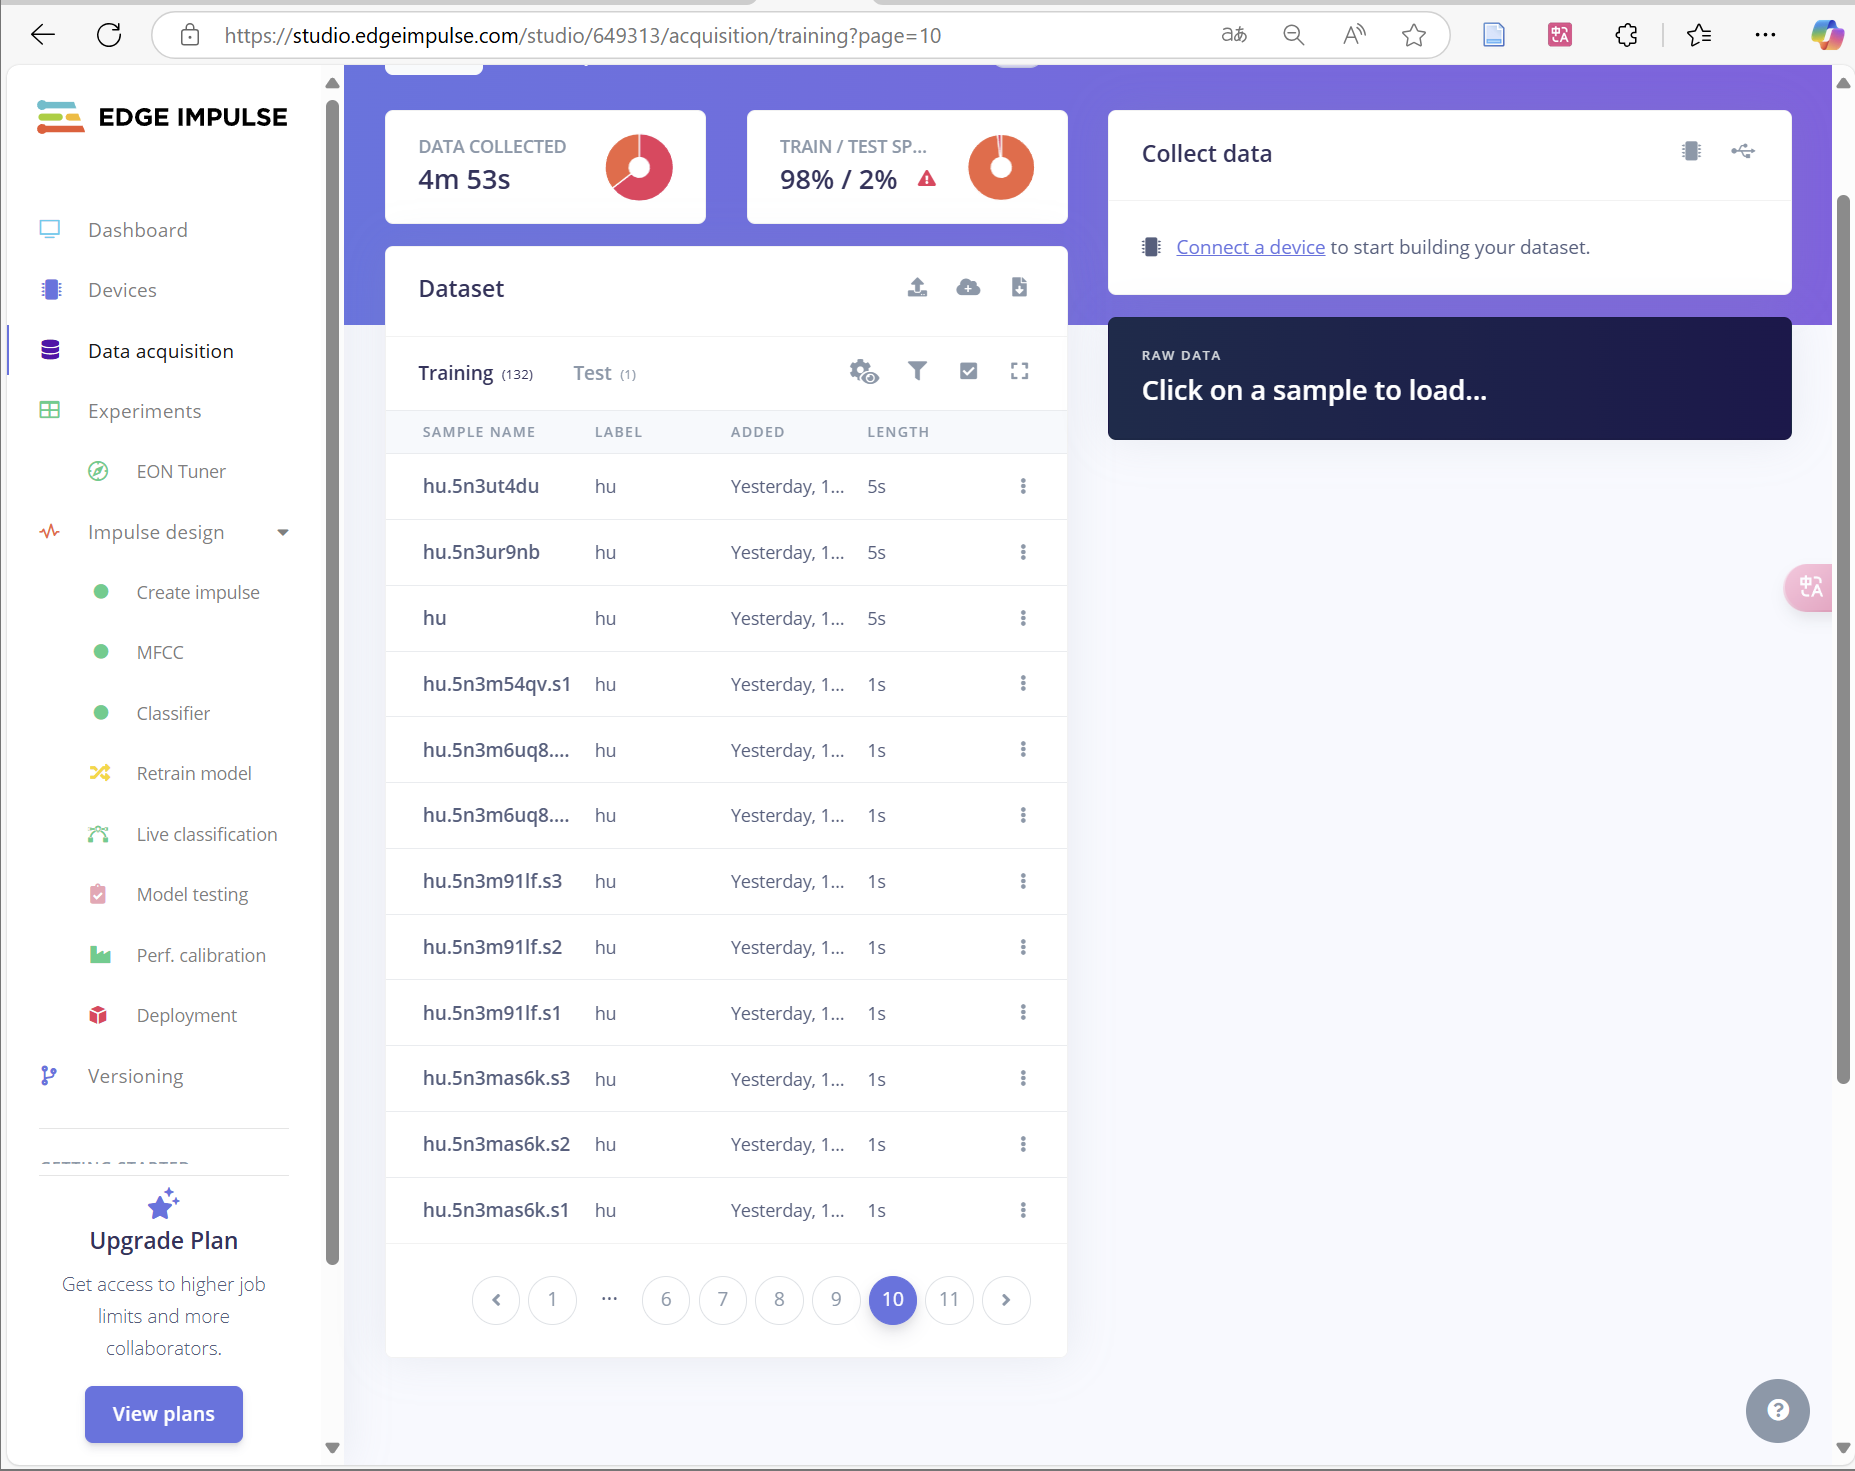 https://studio.edgeimpulse.com/studio/649313/acquisition/training?page=10
EDGE IMPULSE
Dashboard
Devices
Data acquisition
Experiments
EON Tuner
Impulse design
Create impulse
MFCC
Classifier
Retrain model
Live classification
Model testing
Perf. calibration
Deployment
Versioning
GETTING STARTED
Upgrade Plan
Get access to higher job
limits and more
collaborators.
View plans
DATA COLLECTED
4m 53s
TRAIN / TEST SP...
98% / 2%
Dataset
Training (132) Test (1)
SAMPLE NAME LABEL ADDED LENGTH
hu.5n3ut4du hu Yesterday, 1... 5s
hu.5n3ur9nb hu Yesterday, 1... 5s
hu hu Yesterday, 1... 5s
hu.5n3m54qv.s1 hu Yesterday, 1... 1s
hu.5n3m6uq8.... hu Yesterday, 1... 1s
hu.5n3m6uq8.... hu Yesterday, 1... 1s
hu.5n3m91lf.s3 hu Yesterday, 1... 1s
hu.5n3m91lf.s2 hu Yesterday, 1... 1s
hu.5n3m91lf.s1 hu Yesterday, 1... 1s
hu.5n3mas6k.s3 hu Yesterday, 1... 1s
hu.5n3mas6k.s2 hu Yesterday, 1... 1s
hu.5n3mas6k.s1 hu Yesterday, 1... 1s
1 ... 6 7 8 9 10 11
Collect data
Connect a device to start building your dataset.
RAW DATA
Click on a sample to load...